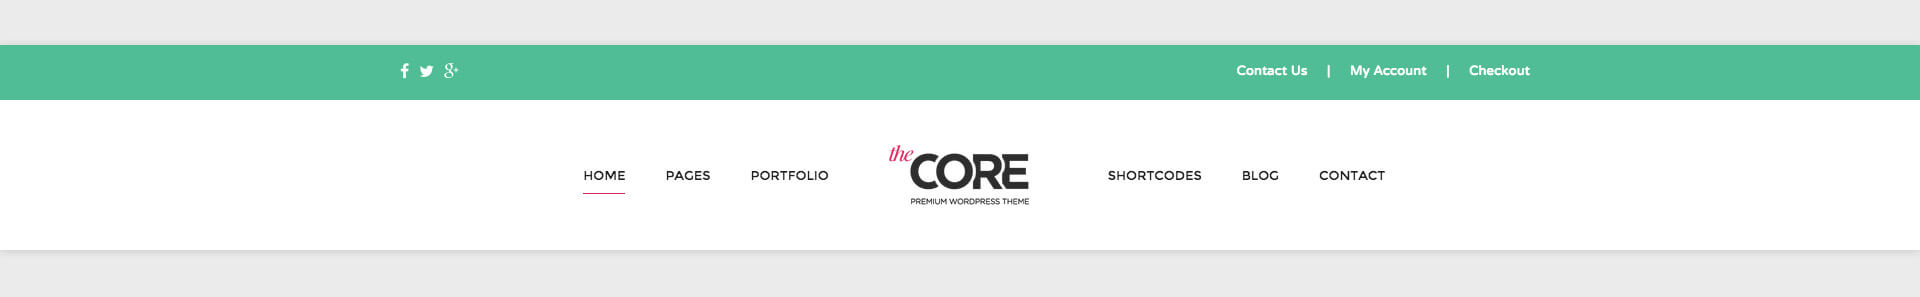 Contact Us | My Account | Checkout
the
HOME PAGES PORTFOLIO CORE SHORTCODES BLOG CONTACT
PREMIUM WORDPRESS THEME